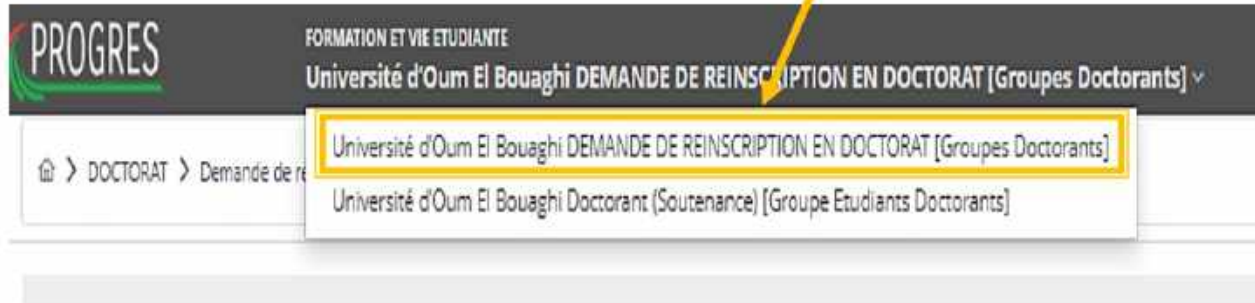 PROGRES
FORMATION ET VIE ETUDIANTE
Université d'Oum El Bouaghi DEMANDE DE REINSCRIPTION EN DOCTORAT [Groupes Doctorants]
Université d'Oum El Bouaghi DEMANDE DE REINSCRIPTION EN DOCTORAT [Groupes Doctorants]
DOCTORAT > Demande de ré
Université d'Oum El Bouaghi Doctorant (Soutenance) [Groupe Etudiants Doctorants]